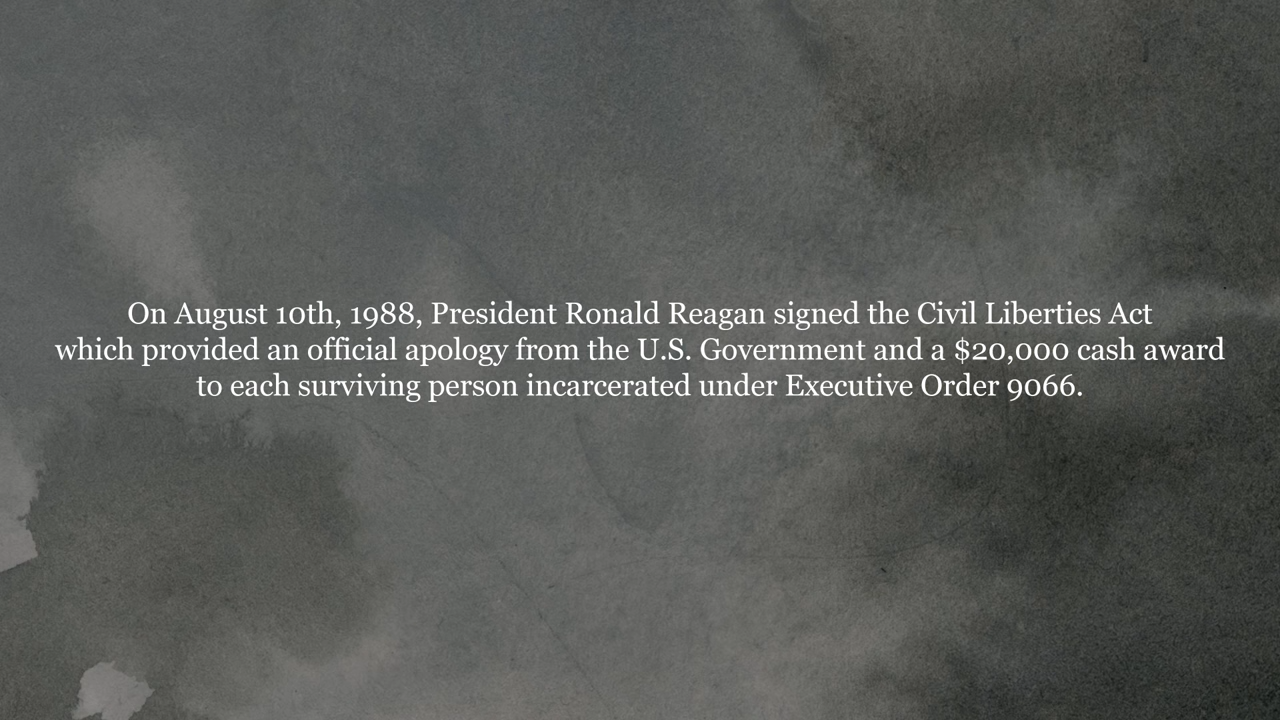 On August 10th, 1988, President Ronald Reagan signed the Civil Liberties Act
which provided an official apology from the U.S. Government and a $20,000 cash award
to each surviving person incarcerated under Executive Order 9066.